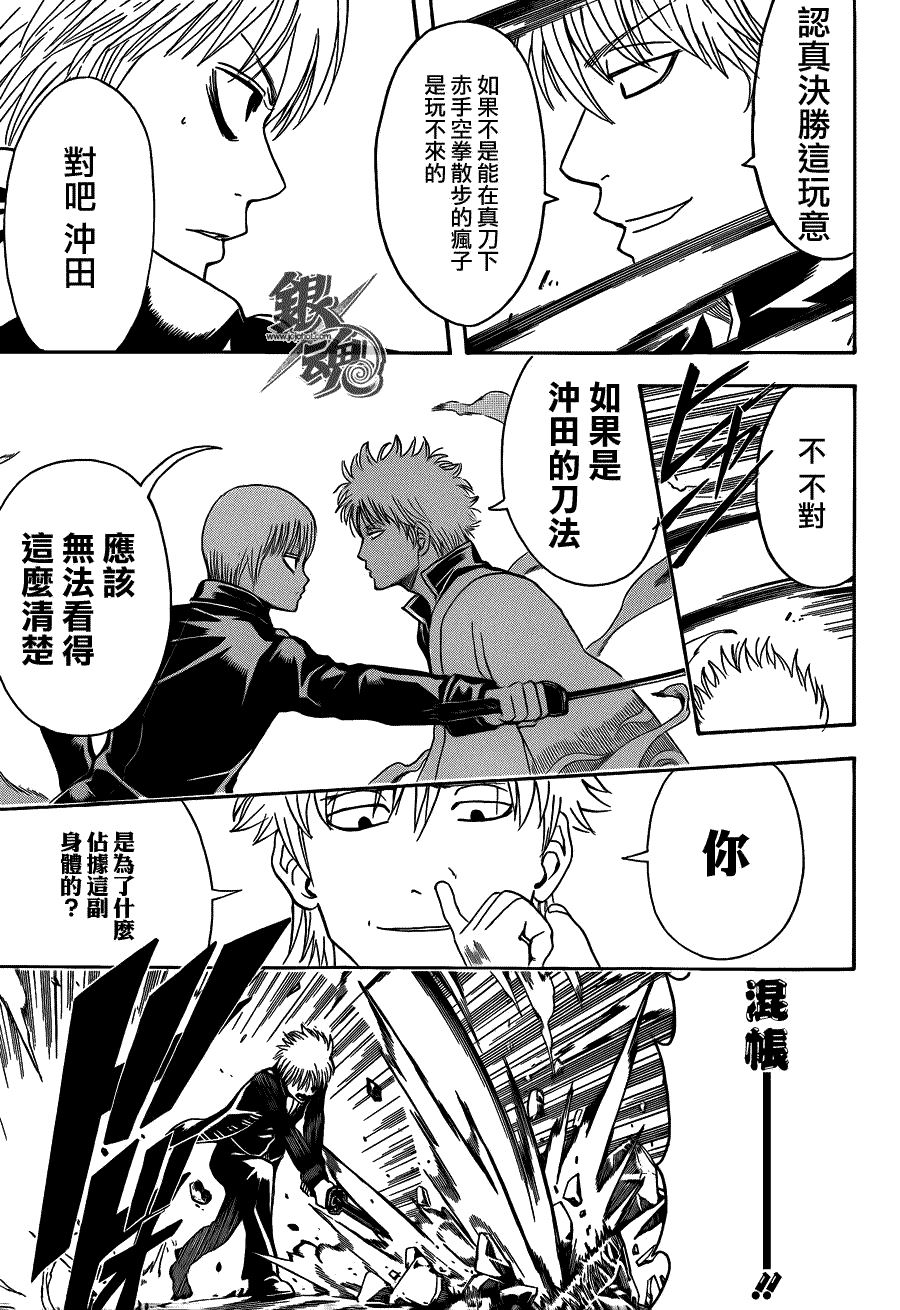 認真決勝這玩意
如果不是能在真刀下
赤手空拳散步的瘋子
是玩不來的
對吧 沖田
銀魂
不 不對
如果是
沖田的刀法
應該
無法看得
這麼清楚
你
是為了什麼
佔據這副
身體的？
混帳——!!